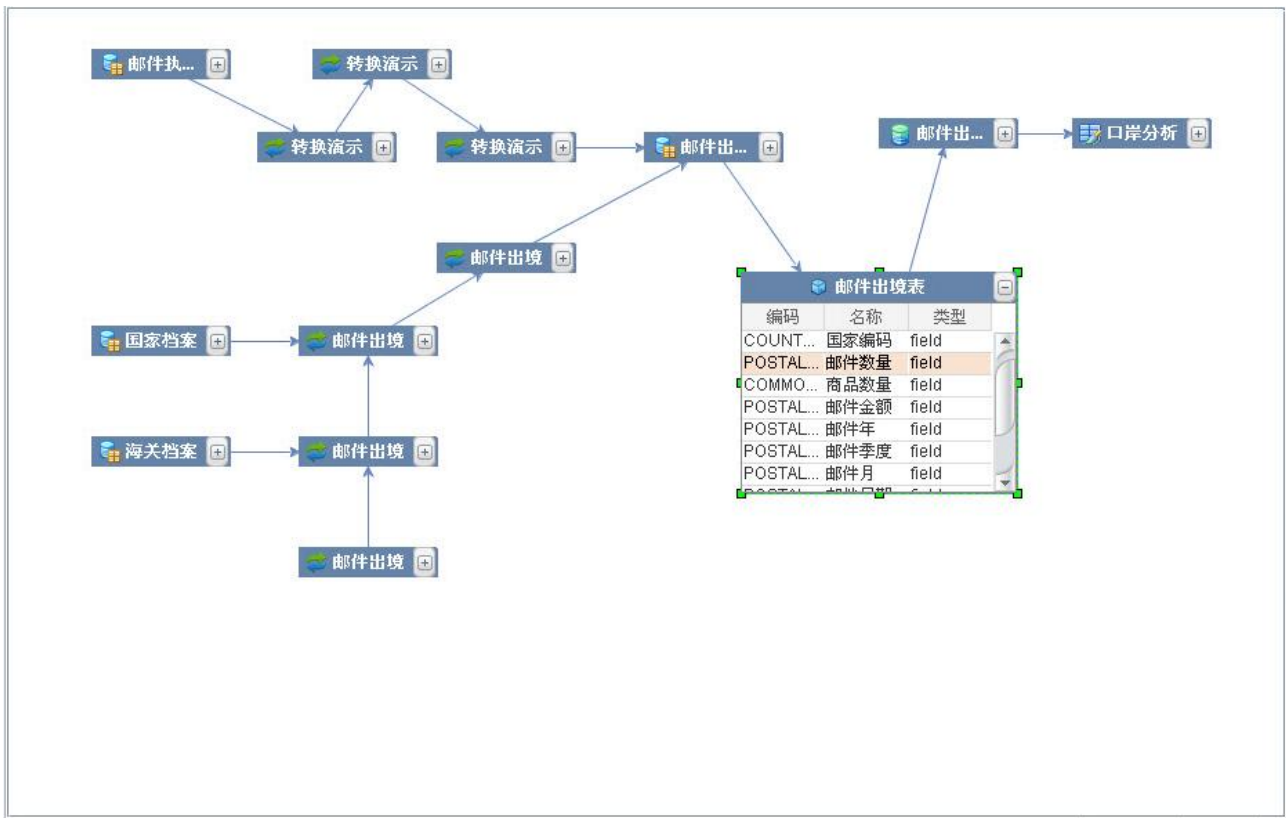 邮件执...
转换演示
转换演示
转换演示
邮件出...
邮件出...
口岸分析
邮件出境
国家档案
邮件出境
海关档案
邮件出境
邮件出境
邮件出境表
编码 名称 类型
COUNT... 国家编码 field
POSTAL... 邮件数量 field
COMMO... 商品数量 field
POSTAL... 邮件金额 field
POSTAL... 邮件年 field
POSTAL... 邮件季度 field
POSTAL... 邮件月 field